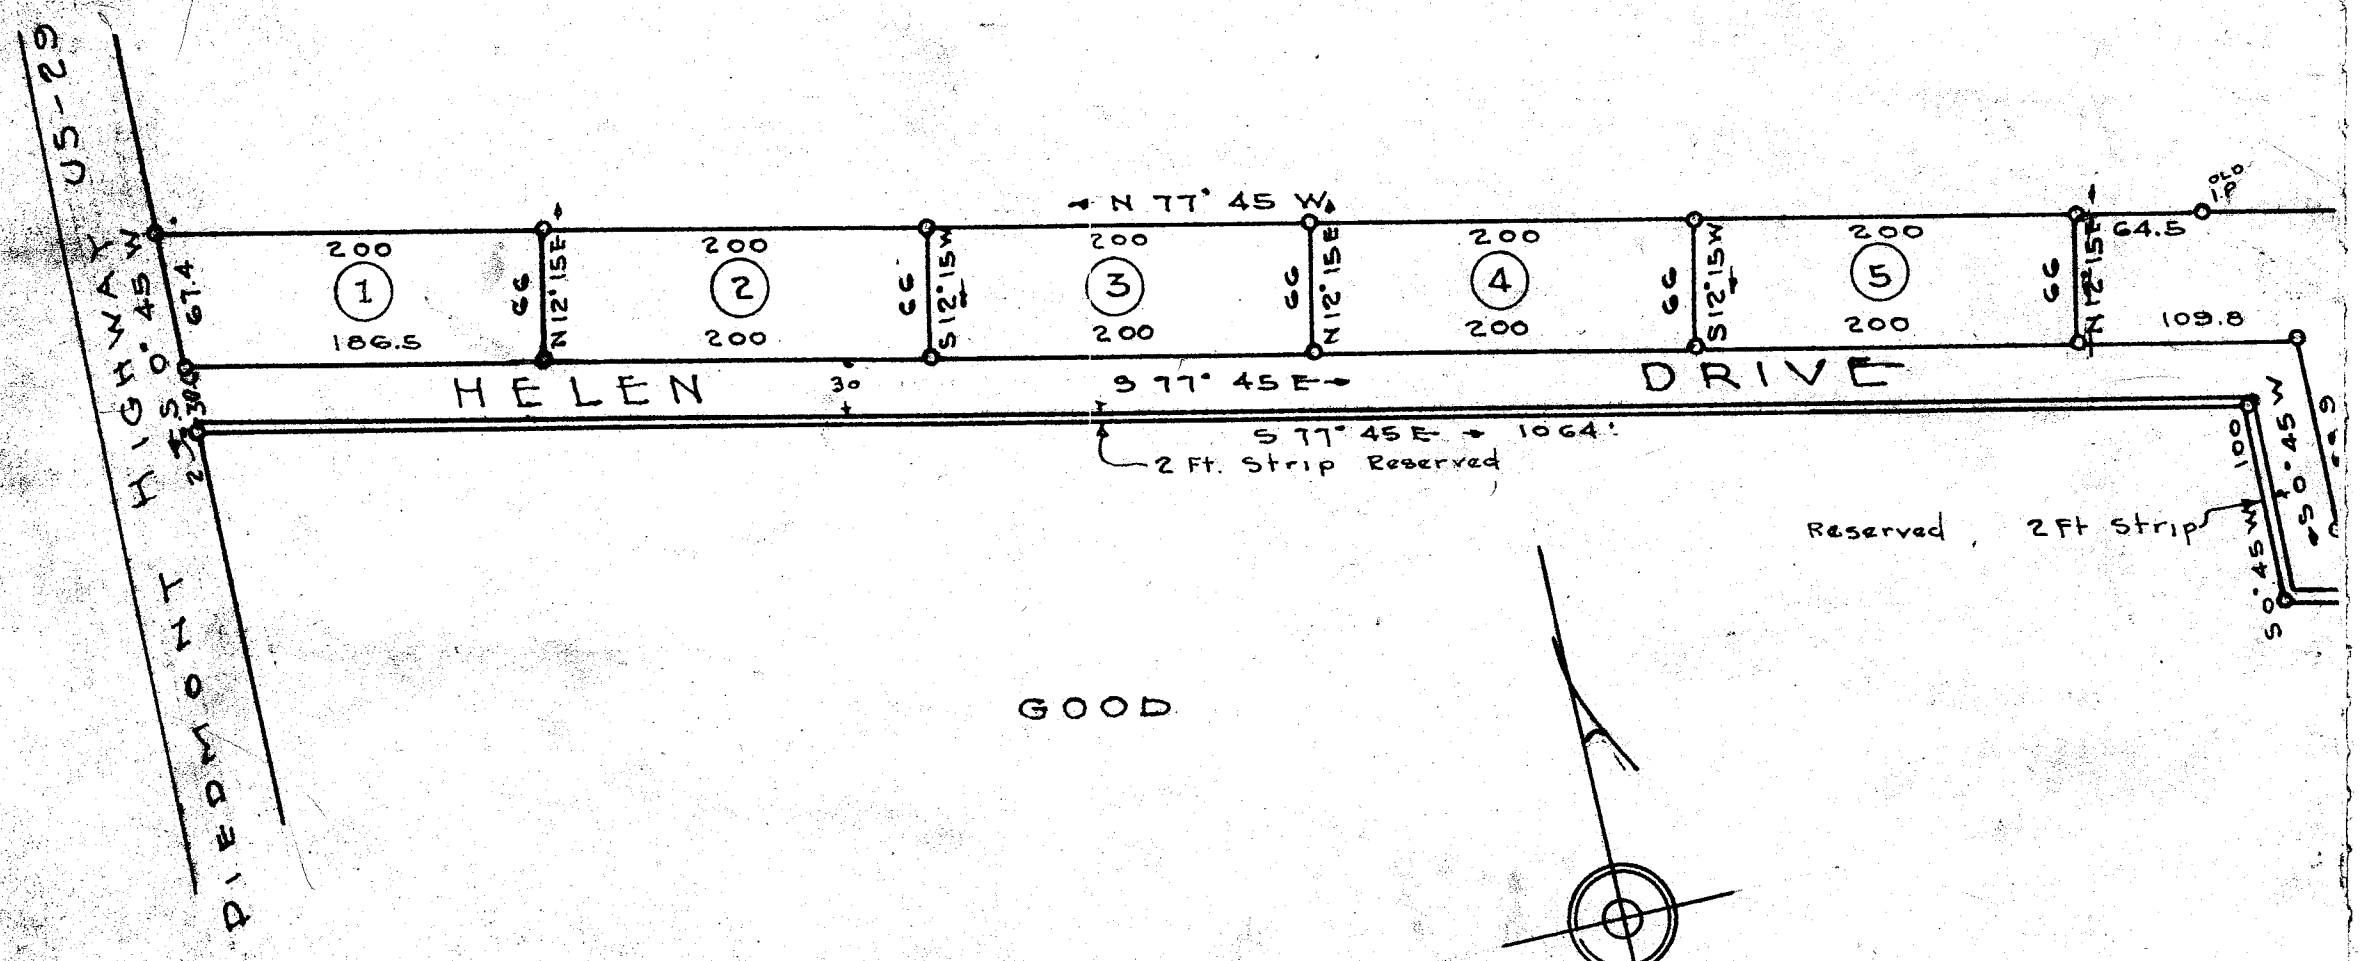 US-29
PIEDMONT HIGHWAY
S 0° 45 W
67.4
30
2
N 77° 45 W
200
1
186.5
66
N 12° 15 E
200
2
200
66
S 12° 15 W
200
3
200
66
N 12° 15 E
200
4
200
66
S 12° 15 W
200
5
200
66
N 12° 15 E
64.5
OLD
I.P
109.8
HELEN DRIVE
30
S 77° 45 E
S 77° 45 E 1064
2 Ft. Strip Reserved
Reserved 2 Ft Strip
100
S 0° 45 W
S 0° 45 W
GOOD